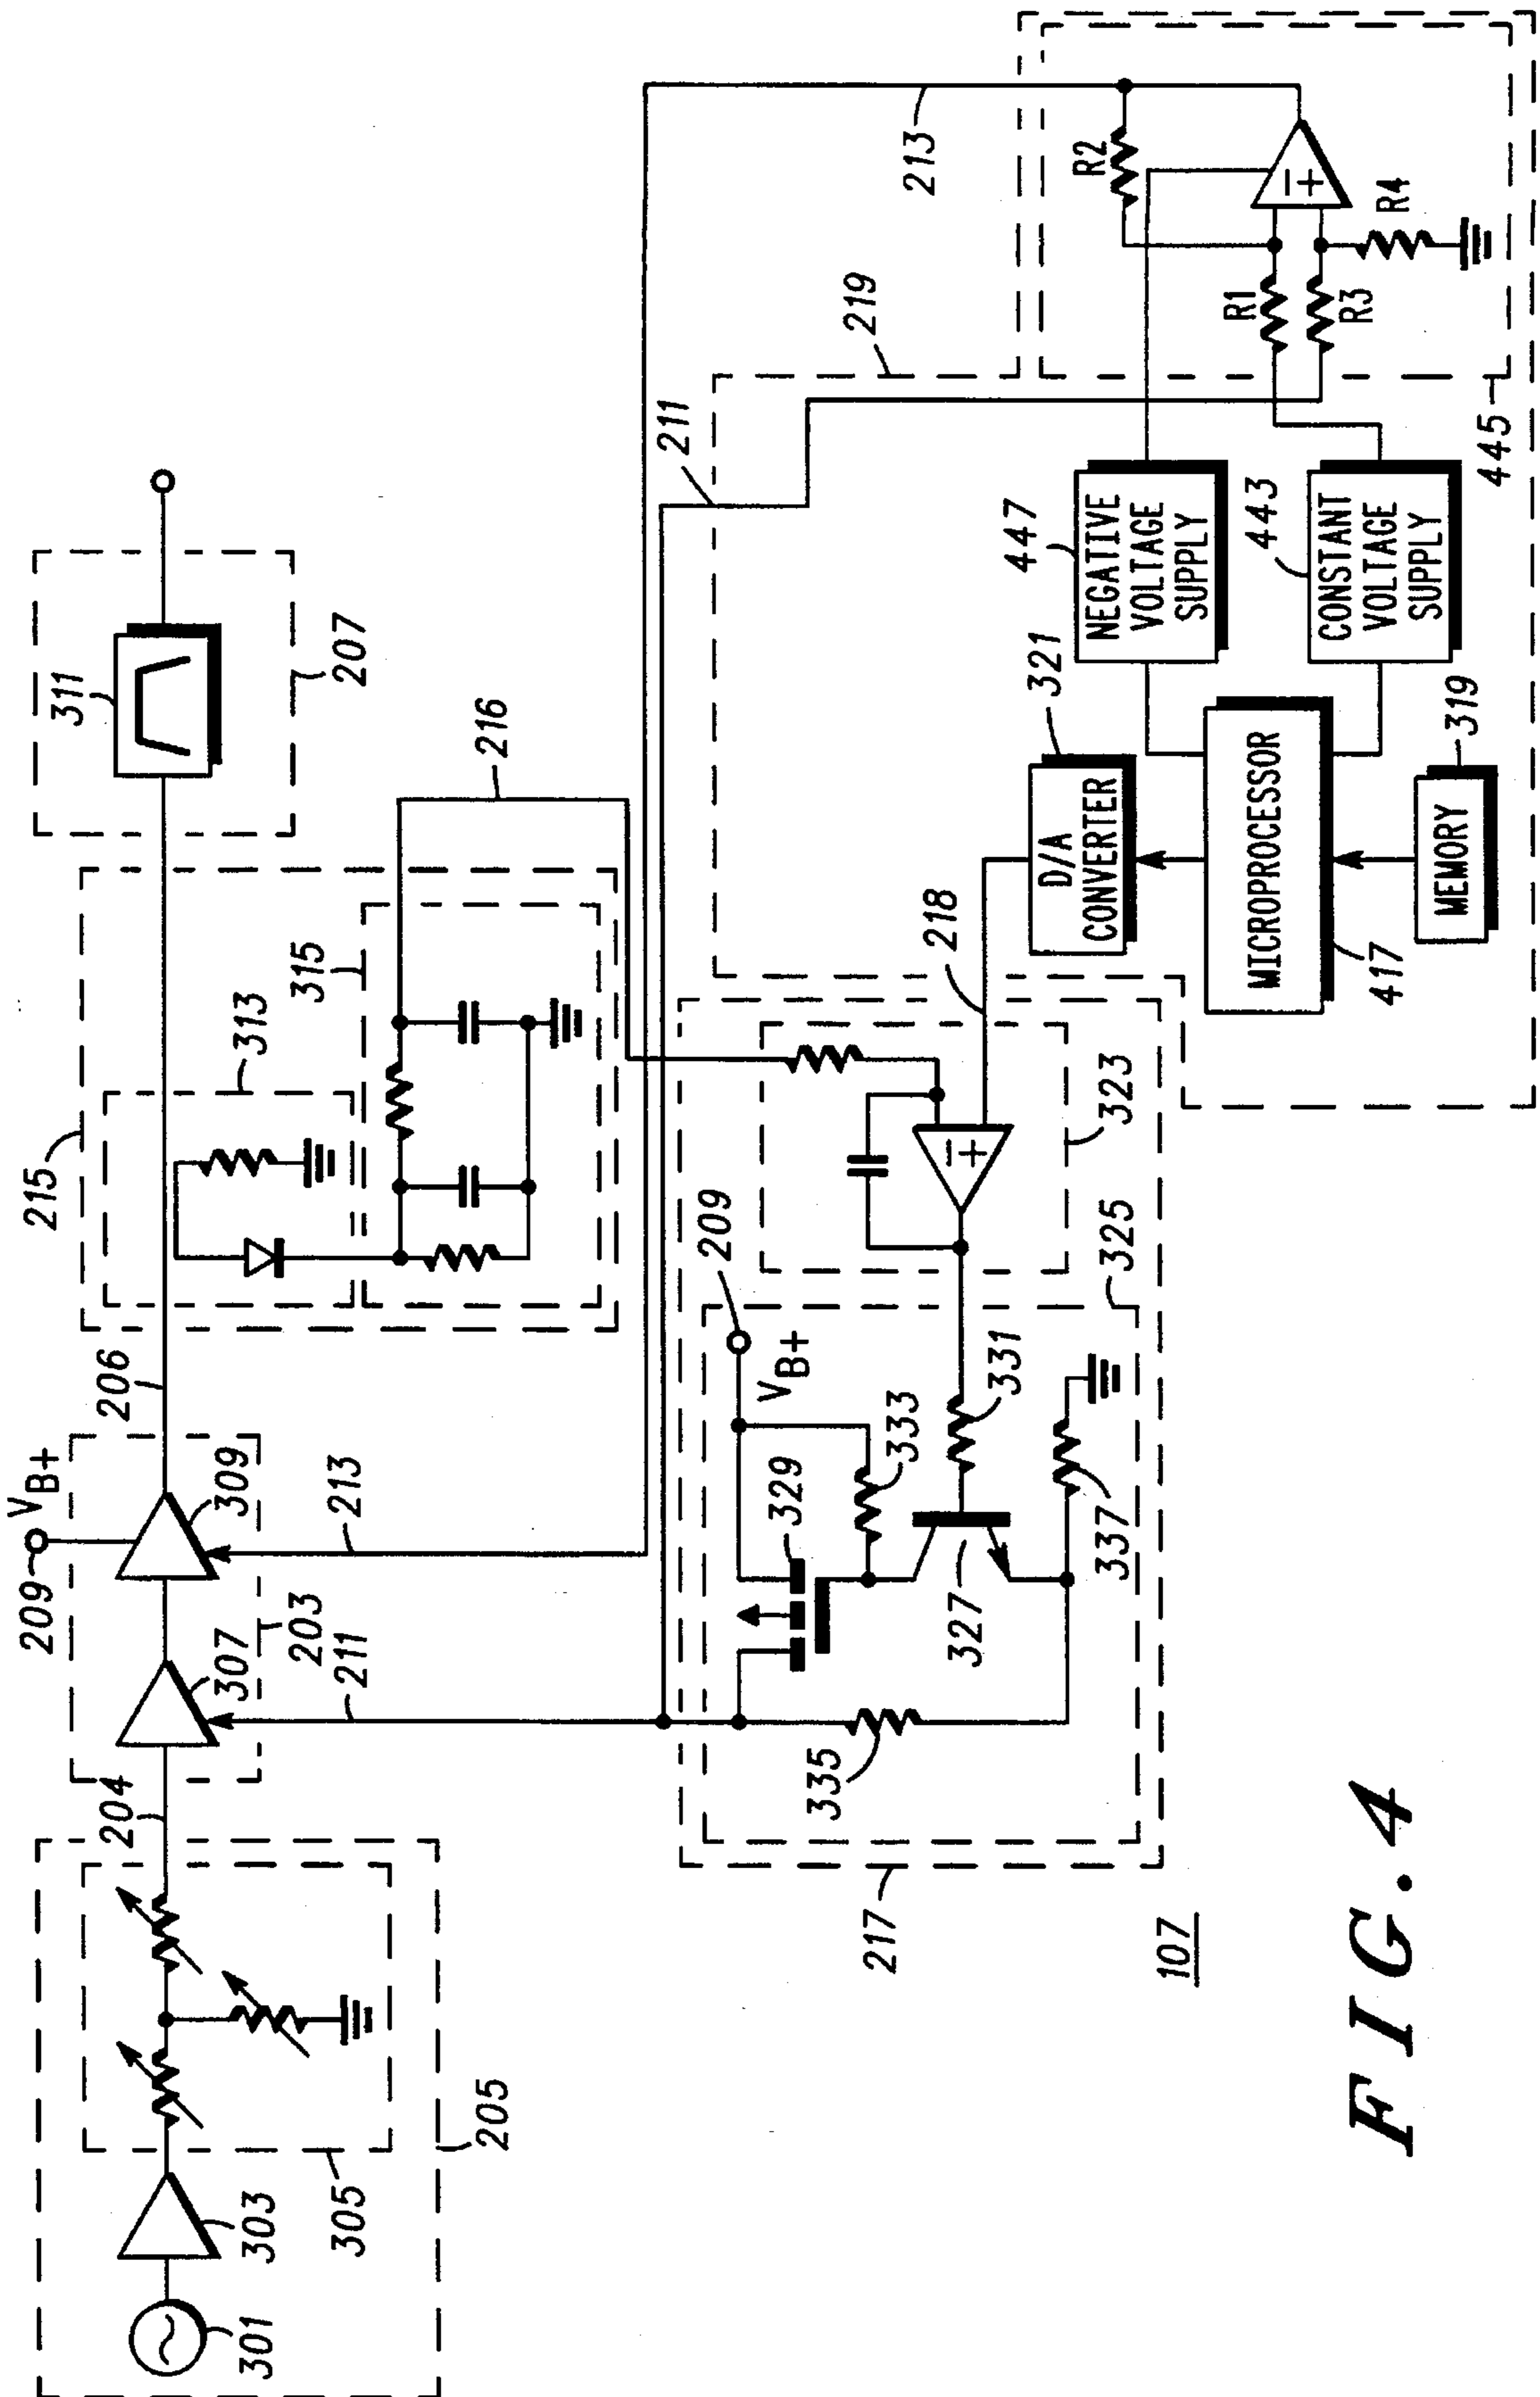 301
303
305
205
204
307
203
211
209
V_B+
309
213
206
215
313
315
207
311
216
217
335
327
329
333
209
V_B+
331
337
325
323
218
211
219
213
321
D/A
CONVERTER
447
NEGATIVE
VOLTAGE
SUPPLY
443
CONSTANT
VOLTAGE
SUPPLY
MICROPROCESSOR
417
MEMORY
319
445
R1
R2
R3
R4
−
+
−
+
107
FIG. 4